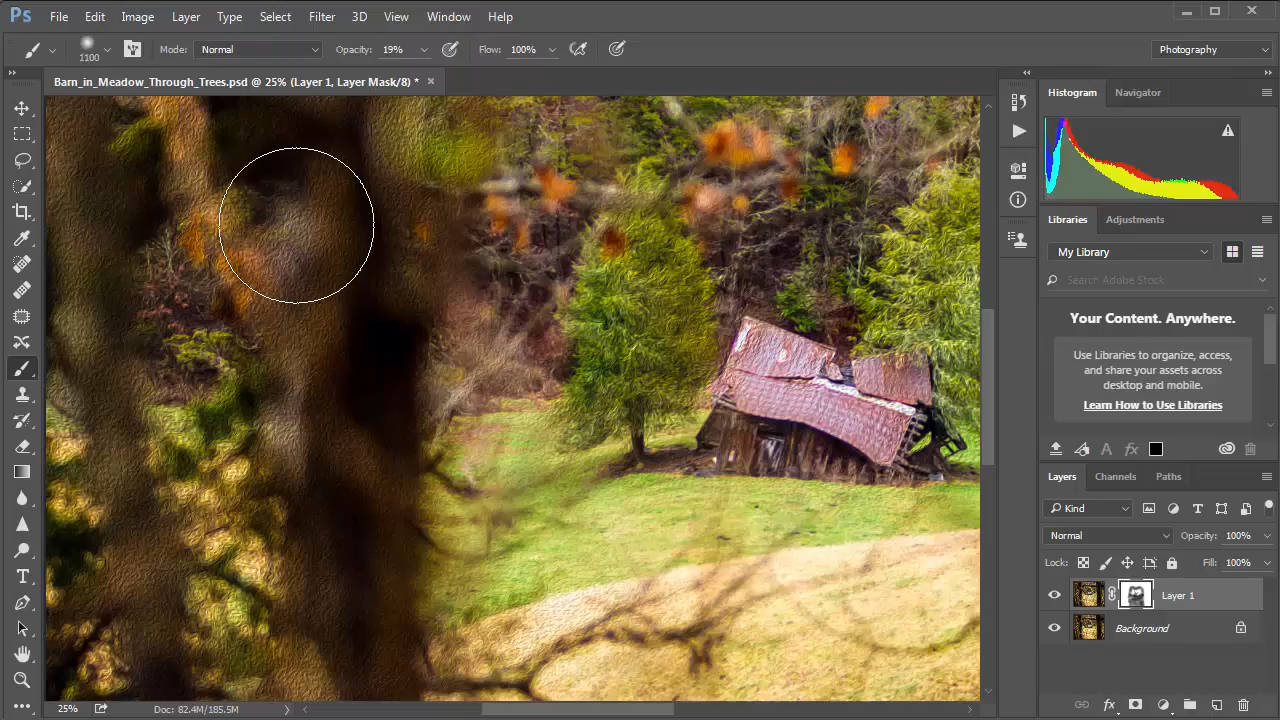 Ps File Edit Image Layer Type Select Filter 3D View Window Help
1100 Mode: Normal Opacity: 19% Flow: 100% Photography
Barn_in_Meadow_Through_Trees.psd @ 25% (Layer 1, Layer Mask/8) *
Histogram Navigator
Libraries Adjustments
My Library
Search Adobe Stock
Your Content. Anywhere.
Use Libraries to organize, access,
and share your assets across
desktop and mobile.
Learn How to Use Libraries
Layers Channels Paths
Kind
Normal Opacity: 100%
Lock: Fill: 100%
Layer 1
Background
25% Doc: 82.4M/185.5M